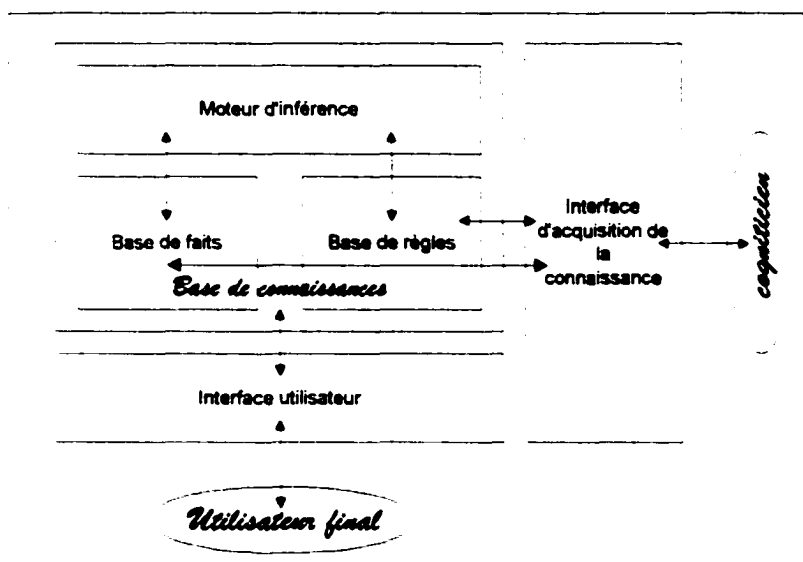 Moteur d'inférence
Base de faits
Base de règles
Base de connaissances
Interface
d'acquisition de
la
connaissance
cogniticien
Interface utilisateur
Utilisateur final